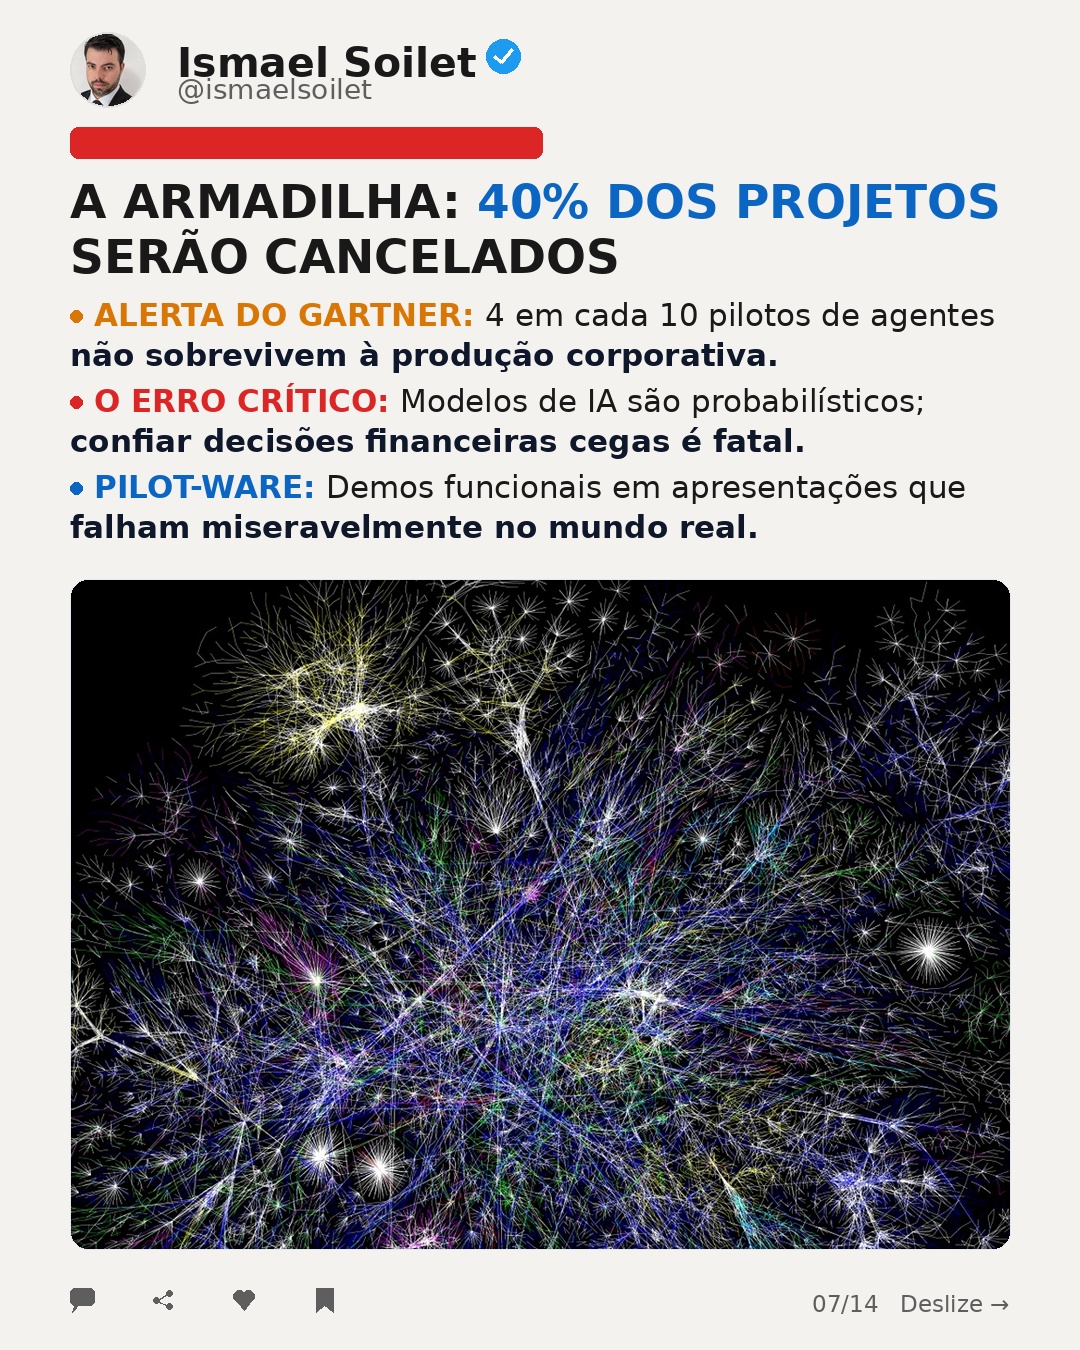 Ismael Soilet
@ismaelsoilet
A ARMADILHA: 40% DOS PROJETOS
SERÃO CANCELADOS
• ALERTA DO GARTNER: 4 em cada 10 pilotos de agentes
não sobrevivem à produção corporativa.
• O ERRO CRÍTICO: Modelos de IA são probabilísticos;
confiar decisões financeiras cegas é fatal.
• PILOT-WARE: Demos funcionais em apresentações que
falham miseravelmente no mundo real.
07/14 Deslize →